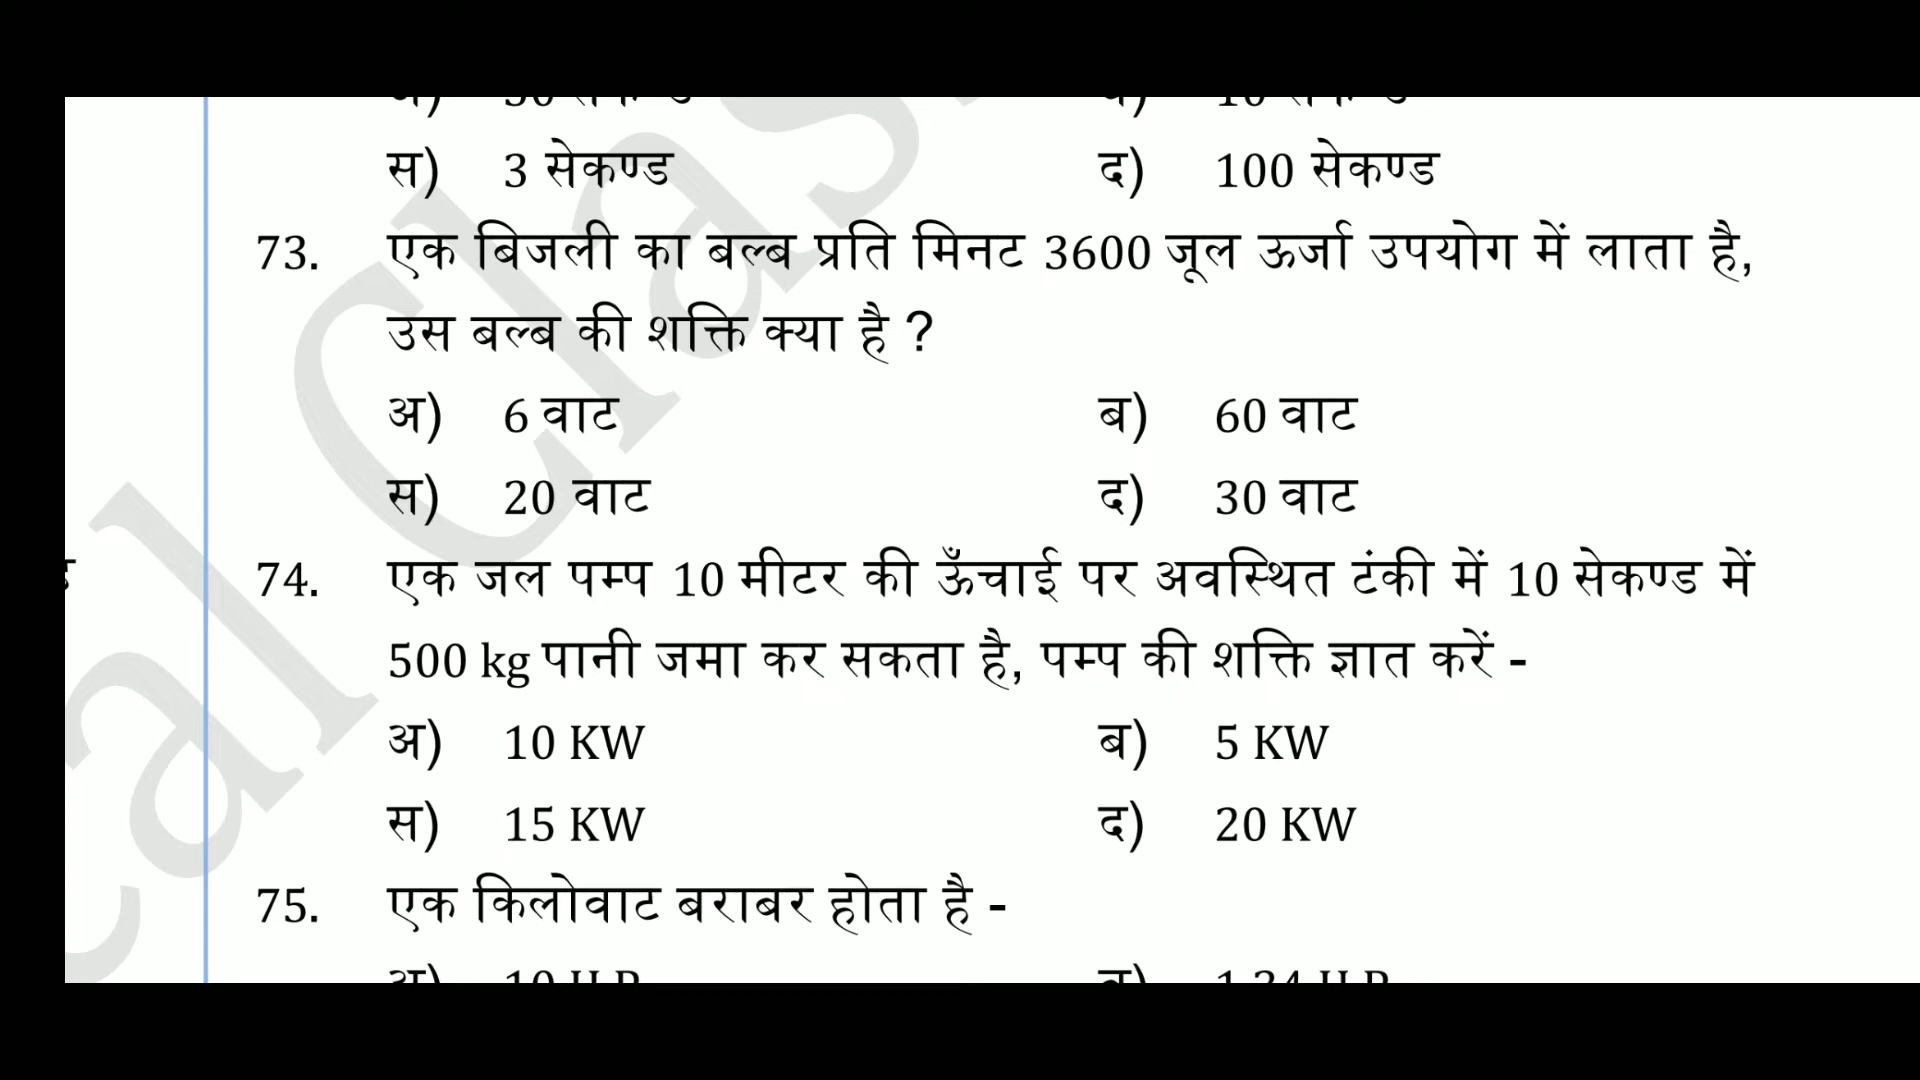 स) 3 सेकण्ड द) 100 सेकण्ड
73. एक बिजली का बल्ब प्रति मिनट 3600 जूल ऊर्जा उपयोग में लाता है,
उस बल्ब की शक्ति क्या है ?
अ) 6 वाट ब) 60 वाट
स) 20 वाट द) 30 वाट
74. एक जल पम्प 10 मीटर की ऊँचाई पर अवस्थित टंकी में 10 सेकण्ड में
500 kg पानी जमा कर सकता है, पम्प की शक्ति ज्ञात करें -
अ) 10 KW ब) 5 KW
स) 15 KW द) 20 KW
75. एक किलोवाट बराबर होता है -